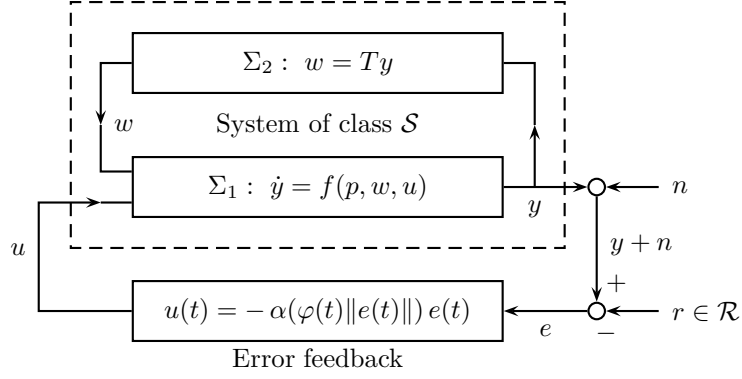 Σ₂ : w = Ty
w
System of class 𝒮
Σ₁ : ẏ = f(p, w, u)
y
n
u
y + n
+
u(t) = − α(φ(t)‖e(t)‖) e(t)
e
−
r ∈ ℛ
Error feedback